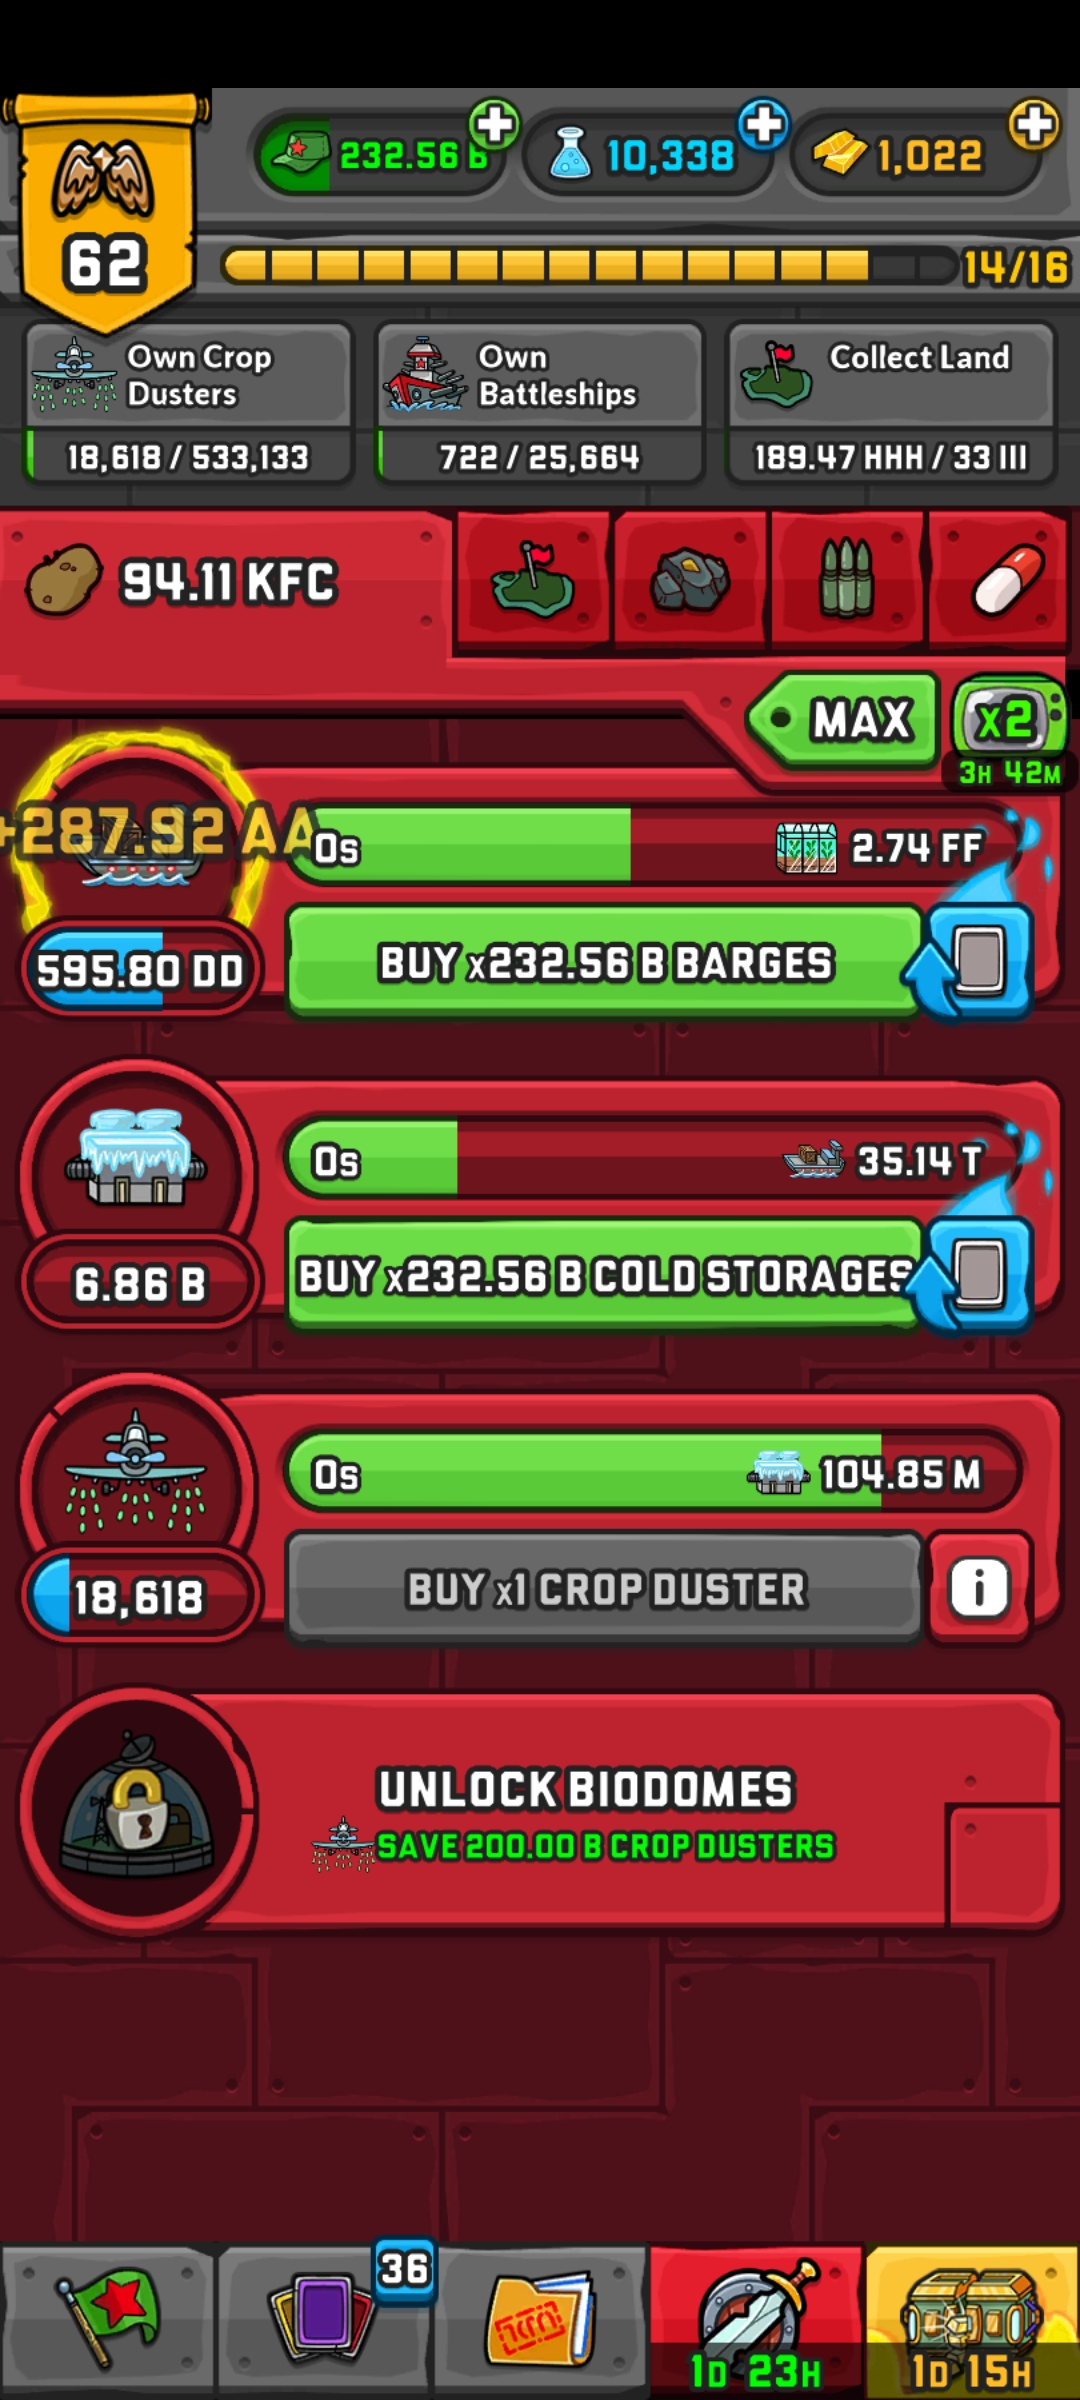 62
232.56 B
10,338
1,022
14/16
Own Crop
Dusters
18,618 / 533,133
Own
Battleships
722 / 25,664
Collect Land
189.47 HHH / 33 III
94.11 KFC
MAX
x2
3H 42M
+287.92 AA
0s
2.74 FF
595.80 DD
BUY x232.56 B BARGES
0s
35.14 T
6.86 B
BUY x232.56 B COLD STORAGES
0s
104.85 M
18,618
BUY x1 CROP DUSTER
i
UNLOCK BIODOMES
SAVE 200.00 B CROP DUSTERS
36
1D 23H
1D 15H